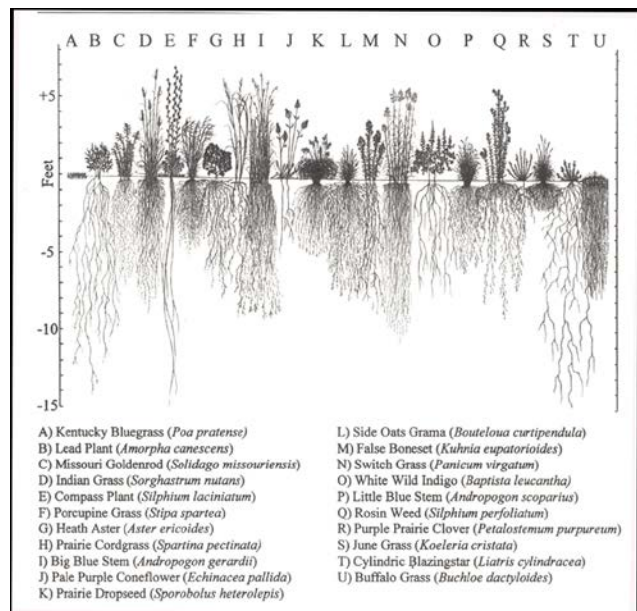 A B C D E F G H I J K L M N O P Q R S T U
+5
Feet
-5
-10
-15
A) Kentucky Bluegrass (Poa pratense)
B) Lead Plant (Amorpha canescens)
C) Missouri Goldenrod (Solidago missouriensis)
D) Indian Grass (Sorghastrum nutans)
E) Compass Plant (Silphium laciniatum)
F) Porcupine Grass (Stipa spartea)
G) Heath Aster (Aster ericoides)
H) Prairie Cordgrass (Spartina pectinata)
I) Big Blue Stem (Andropogon gerardii)
J) Pale Purple Coneflower (Echinacea pallida)
K) Prairie Dropseed (Sporobolus heterolepis)
L) Side Oats Grama (Bouteloua curtipendula)
M) False Boneset (Kuhnia eupatorioides)
N) Switch Grass (Panicum virgatum)
O) White Wild Indigo (Baptista leucantha)
P) Little Blue Stem (Andropogon scoparius)
Q) Rosin Weed (Silphium perfoliatum)
R) Purple Prairie Clover (Petalostemum purpureum)
S) June Grass (Koeleria cristata)
T) Cylindric Blazingstar (Liatris cylindracea)
U) Buffalo Grass (Buchloe dactyloides)